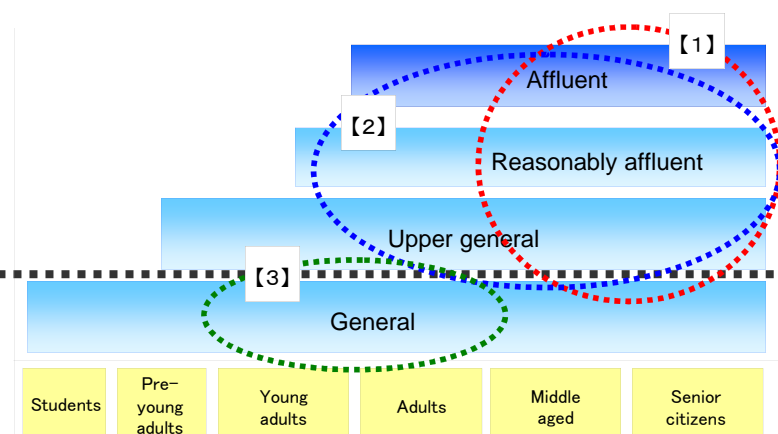 【1】
Affluent
【2】
Reasonably affluent
Upper general
【3】
General
Students
Pre-
young
adults
Young
adults
Adults
Middle
aged
Senior
citizens